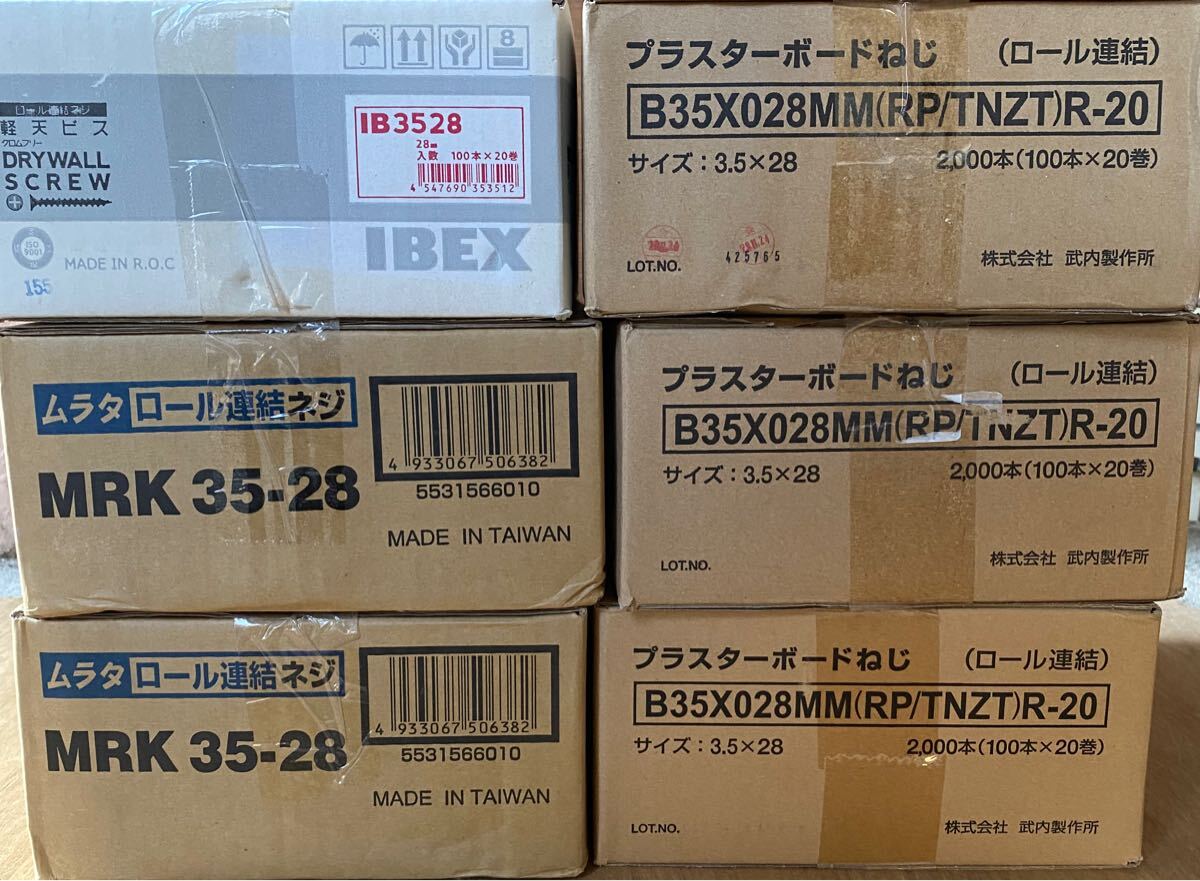 8
ロール連結ネジ
軽天ビス
クロムフリー
DRYWALL
SCREW
IB3528
28㎜
入数 100本×20巻
4 547690 353512
ISO
9001
MADE IN R.O.C
IBEX
155
プラスターボードねじ (ロール連結)
B35X028MM(RP/TNZT)R-20
サイズ：3.5×28 2,000本(100本×20巻)
425765
LOT.NO. 株式会社 武内製作所
ムラタ ロール連結ネジ
MRK 35-28
4 933067 506382
5531566010
MADE IN TAIWAN
プラスターボードねじ (ロール連結)
B35X028MM(RP/TNZT)R-20
サイズ：3.5×28 2,000本(100本×20巻)
LOT.NO. 株式会社 武内製作所
ムラタ ロール連結ネジ
MRK 35-28
4 933067 506382
5531566010
MADE IN TAIWAN
プラスターボードねじ (ロール連結)
B35X028MM(RP/TNZT)R-20
サイズ：3.5×28 2,000本(100本×20巻)
LOT.NO. 株式会社 武内製作所